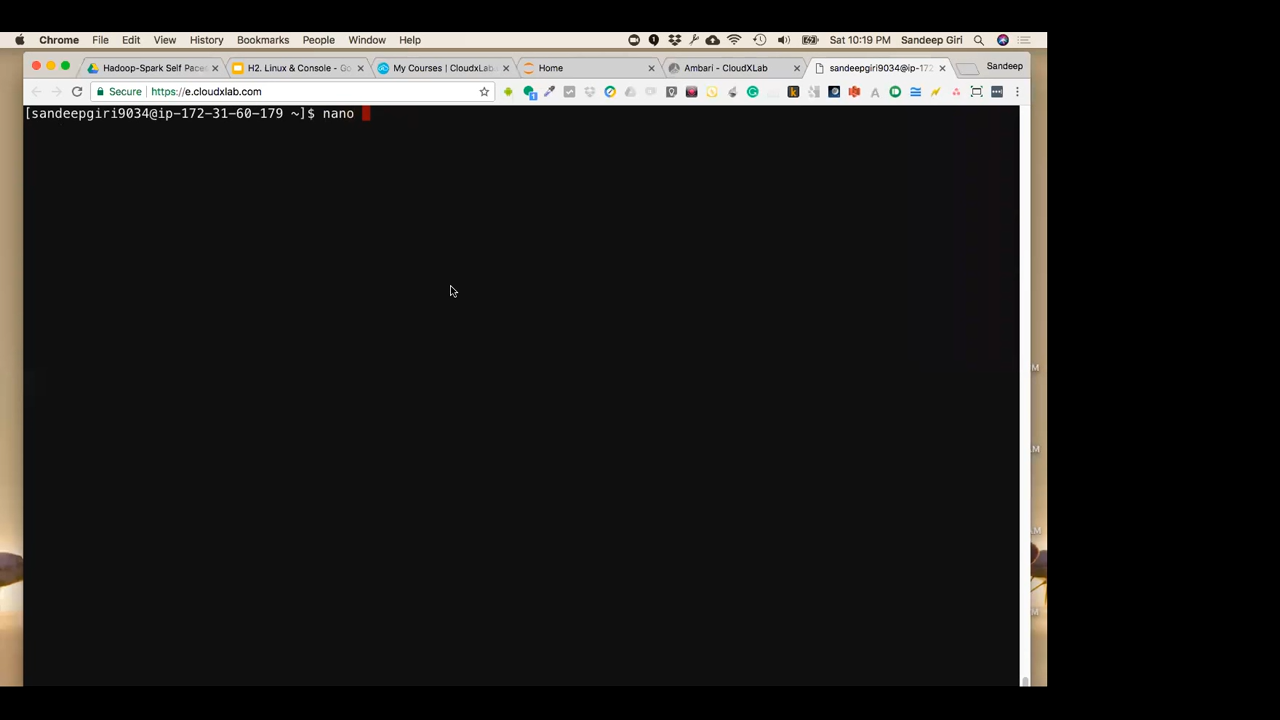 Chrome File Edit View History Bookmarks People Window Help Sat 10:19 PM Sandeep Giri
Hadoop-Spark Self Pace H2. Linux & Console - Go My Courses | CloudxLab Home Ambari - CloudXLab sandeepgiri9034@ip-172 Sandeep
Secure https://e.cloudxlab.com
[sandeepgiri9034@ip-172-31-60-179 ~]$ nano